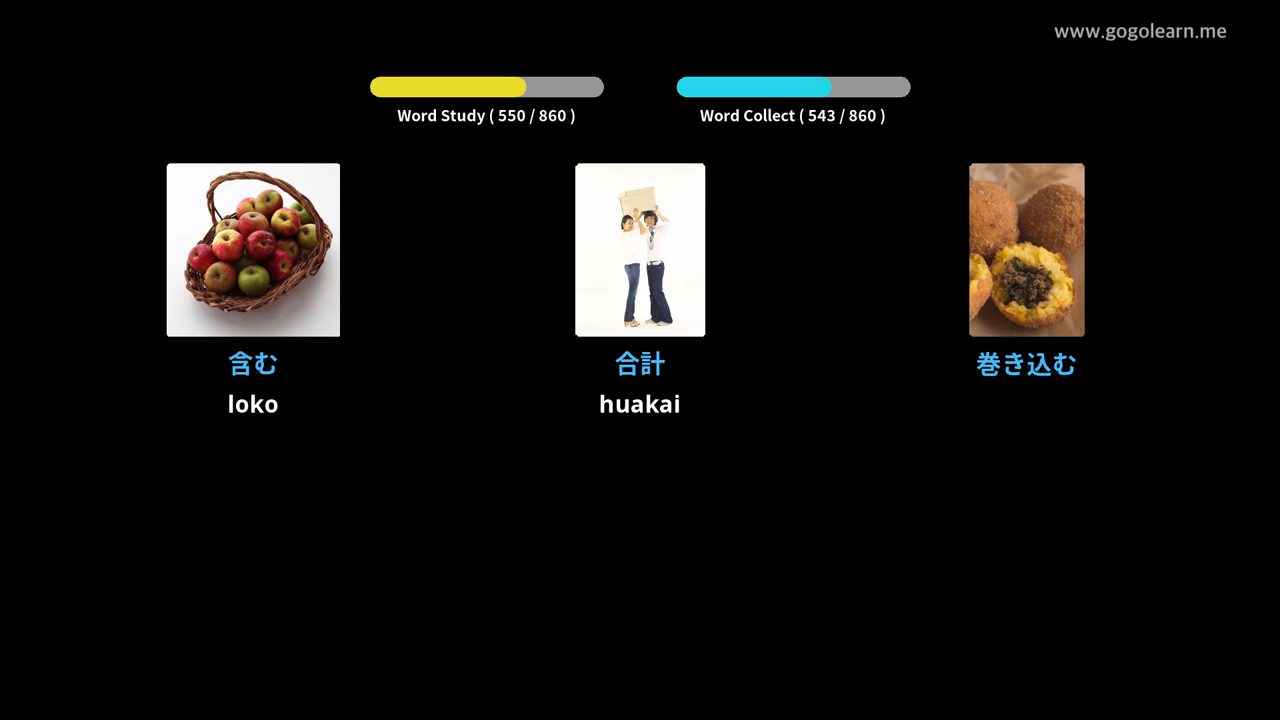 www.gogolearn.me
Word Study ( 550 / 860 )
Word Collect ( 543 / 860 )
含む
合計
巻き込む
loko
huakai